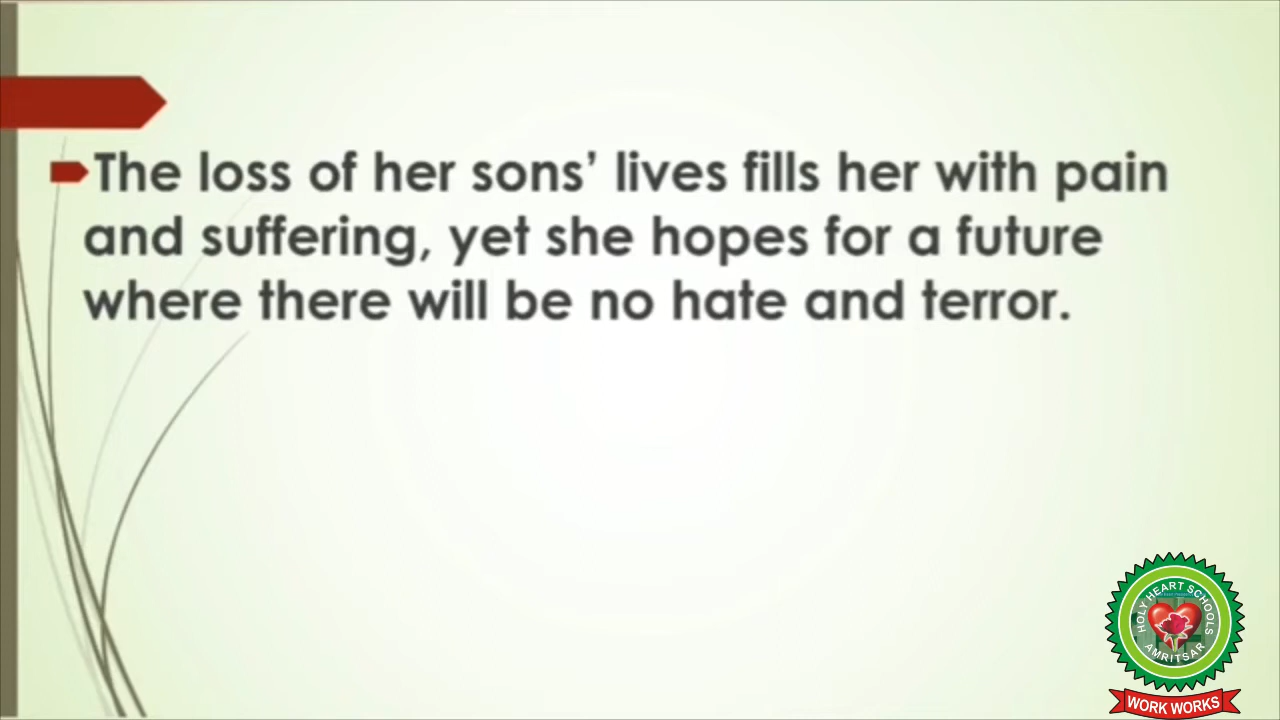 The loss of her sons’ lives fills her with pain
and suffering, yet she hopes for a future
where there will be no hate and terror.
HOLY HEART SCHOOLS
AMRITSAR
WORK WORKS